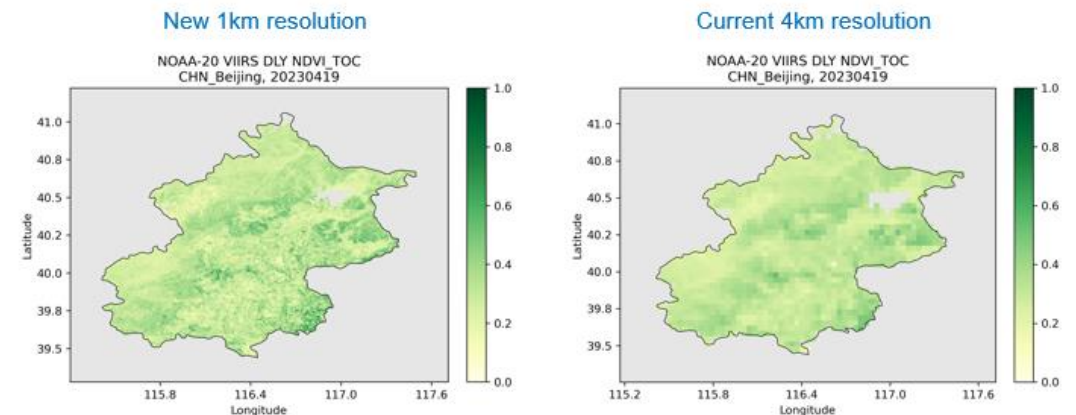 New 1km resolution
NOAA-20 VIIRS DLY NDVI_TOC
CHN_Beijing, 20230419
Latitude
41.0
40.8
40.5
40.2
40.0
39.8
39.5
115.8 116.4 117.0 117.6
Longitude
1.0
0.8
0.6
0.4
0.2
0.0
Current 4km resolution
NOAA-20 VIIRS DLY NDVI_TOC
CHN_Beijing, 20230419
Latitude
41.0
40.8
40.5
40.2
40.0
39.8
39.5
115.2 115.8 116.4 117.0 117.6
Longitude
1.0
0.8
0.6
0.4
0.2
0.0